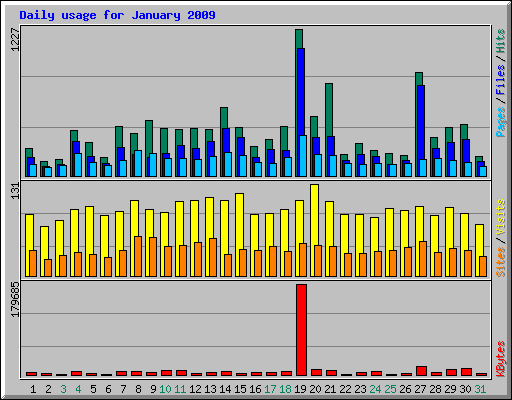 Daily usage for January 2009
1227
Pages / Files / Hits
131
Sites / Visits
179685
KBytes
1 2 3 4 5 6 7 8 9 10 11 12 13 14 15 16 17 18 19 20 21 22 23 24 25 26 27 28 29 30 31